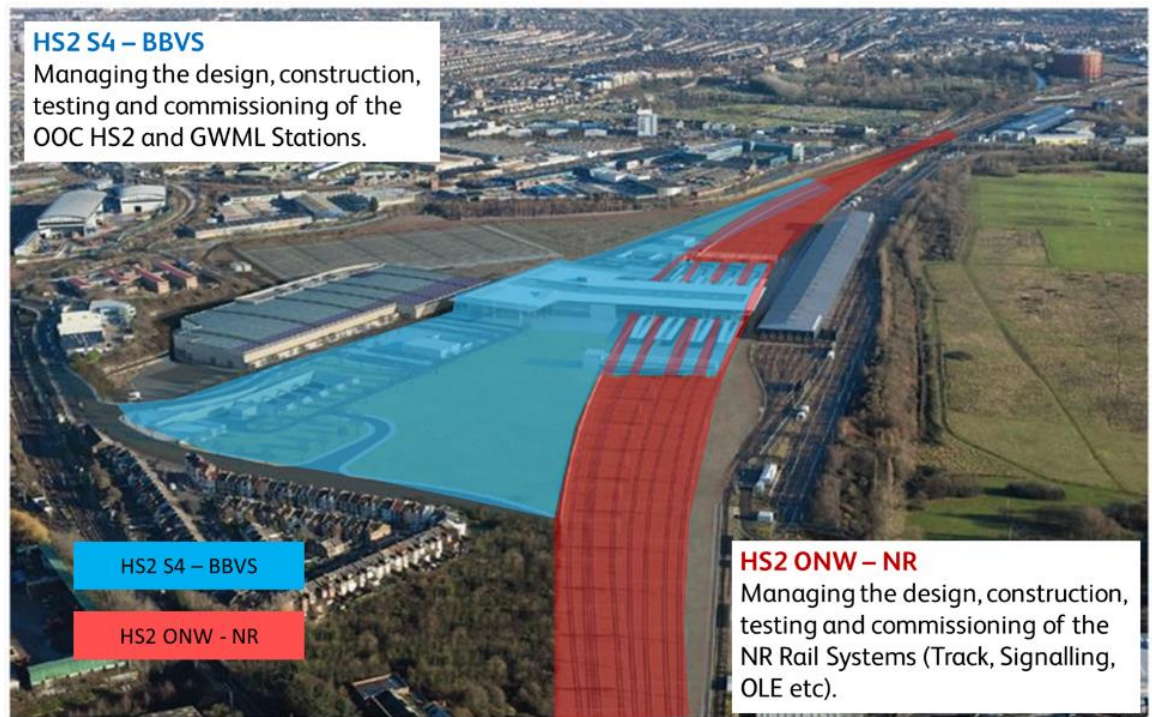 HS2 S4 – BBVS
Managing the design, construction,
testing and commissioning of the
OOC HS2 and GWML Stations.
HS2 S4 – BBVS
HS2 ONW - NR
HS2 ONW – NR
Managing the design, construction,
testing and commissioning of the
NR Rail Systems (Track, Signalling,
OLE etc).